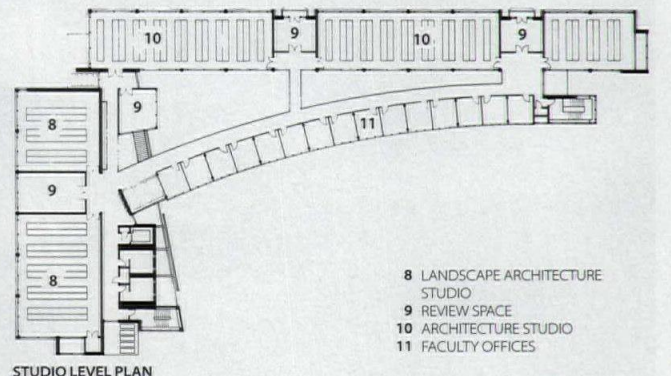 10
9
10
9
9
8
11
9
8
8 LANDSCAPE ARCHITECTURE
STUDIO
9 REVIEW SPACE
10 ARCHITECTURE STUDIO
11 FACULTY OFFICES
STUDIO LEVEL PLAN